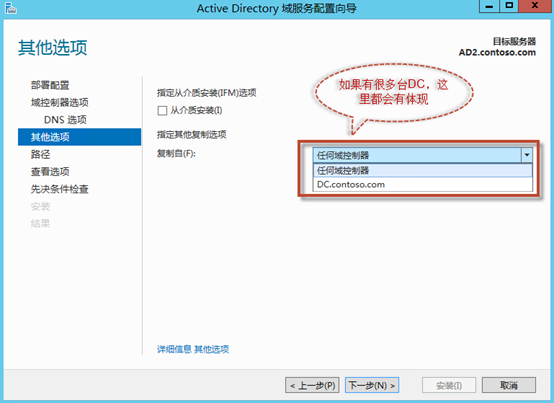 Active Directory 域服务配置向导
其他选项
目标服务器
AD2.contoso.com
部署配置
域控制器选项
DNS 选项
其他选项
路径
查看选项
先决条件检查
安装
结果
指定从介质安装(IFM)选项
从介质安装(I)
指定其他复制选项
复制自(F):
如果有很多台DC，这
里都会有体现
任何域控制器
任何域控制器
DC.contoso.com
详细信息 其他选项
< 上一步(P)
下一步(N) >
安装(I)
取消